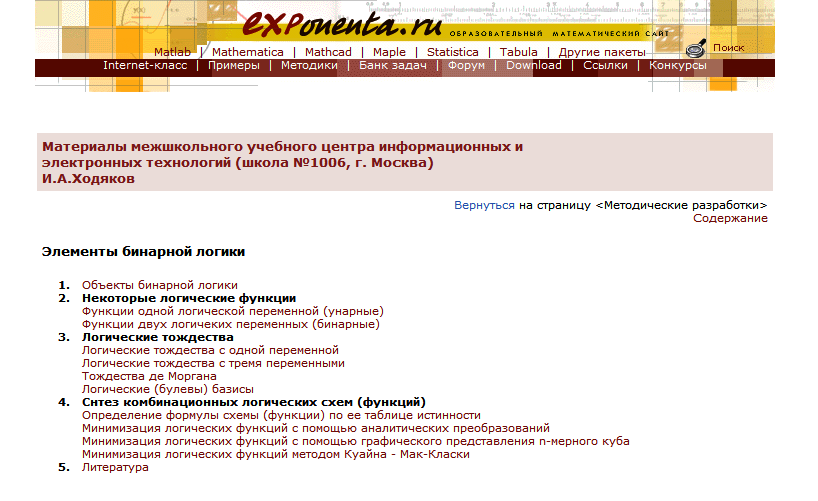 eXPonenta.ru ОБРАЗОВАТЕЛЬНЫЙ МАТЕМАТИЧЕСКИЙ САЙТ
Matlab | Mathematica | Mathcad | Maple | Statistica | Tabula | Другие пакеты Поиск
Internet-класс | Примеры | Методики | Банк задач | Форум | Download | Ссылки | Конкурсы
Материалы межшкольного учебного центра информационных и
электронных технологий (школа №1006, г. Москва)
И.А.Ходяков
Вернуться на страницу <Методические разработки>
Содержание
Элементы бинарной логики
1. Объекты бинарной логики
2. Некоторые логические функции
Функции одной логической переменной (унарные)
Функции двух логичеких переменных (бинарные)
3. Логические тождества
Логические тождества с одной переменной
Логические тождества с тремя переменными
Тождества де Моргана
Логические (булевы) базисы
4. Снтез комбинационных логических схем (функций)
Определение формулы схемы (функции) по ее таблице истинности
Минимизация логических функций с помощью аналитических преобразований
Минимизация логических функций с помощью графического представления n-мерного куба
Минимизация логических функций методом Куайна - Мак-Класки
5. Литература